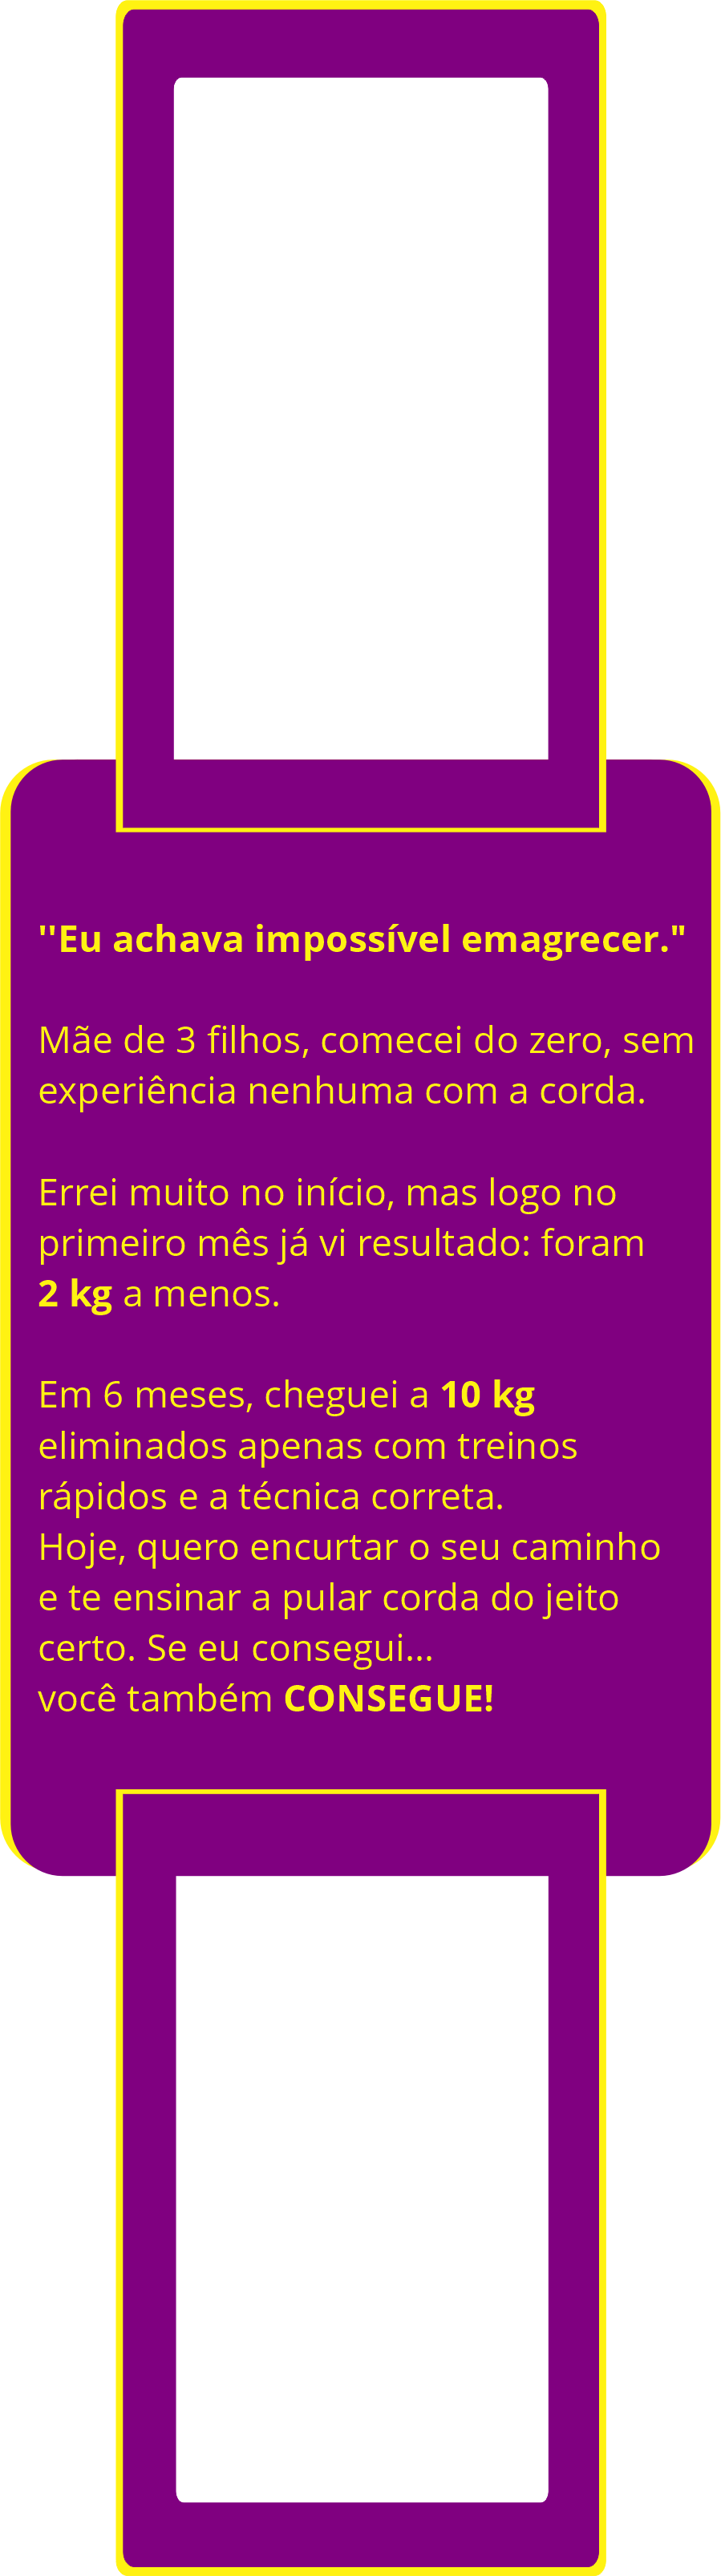 ''Eu achava impossível emagrecer."
Mãe de 3 filhos, comecei do zero, sem
experiência nenhuma com a corda.
Errei muito no início, mas logo no
primeiro mês já vi resultado: foram
2 kg a menos.
Em 6 meses, cheguei a 10 kg
eliminados apenas com treinos
rápidos e a técnica correta.
Hoje, quero encurtar o seu caminho
e te ensinar a pular corda do jeito
certo. Se eu consegui...
você também CONSEGUE!